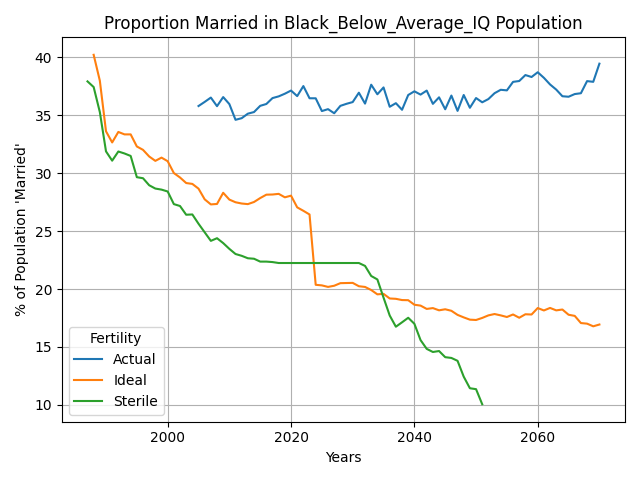 Proportion Married in Black_Below_Average_IQ Population
% of Population 'Married'
40
35
30
25
20
15
10
Fertility
Actual
Ideal
Sterile
2000
2020
2040
2060
Years